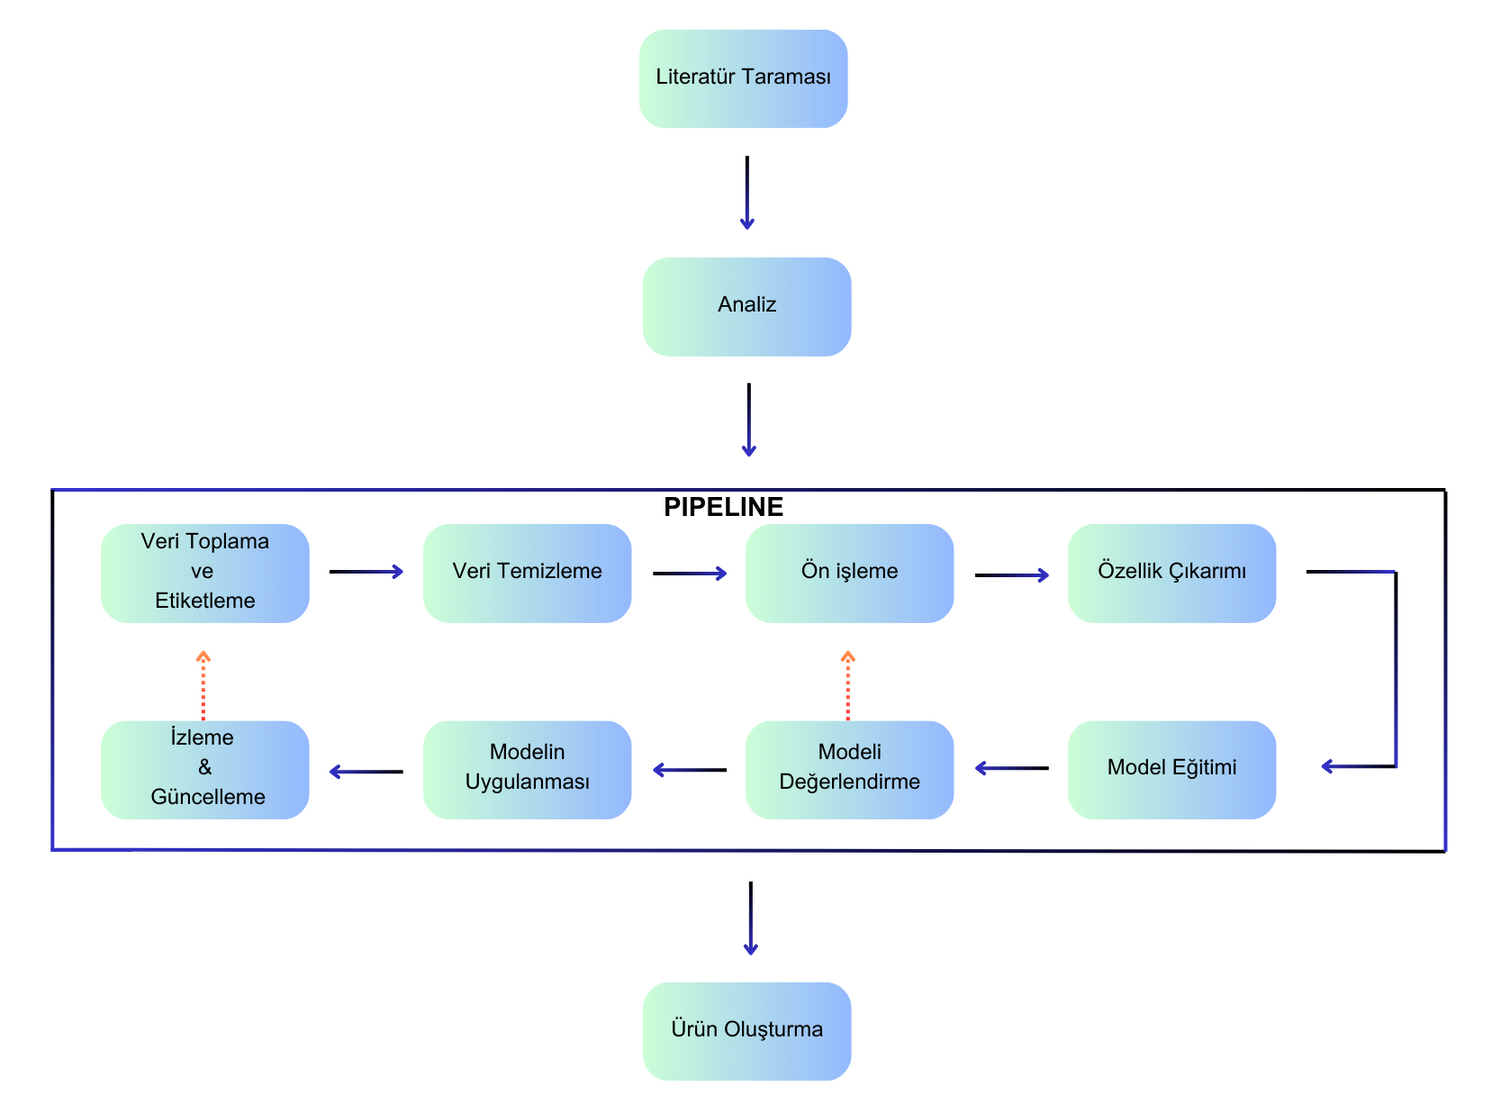 Literatür Taraması
Analiz
PIPELINE
Veri Toplama
ve
Etiketleme
Veri Temizleme
Ön işleme
Özellik Çıkarımı
İzleme
&
Güncelleme
Modelin
Uygulanması
Modeli
Değerlendirme
Model Eğitimi
Ürün Oluşturma